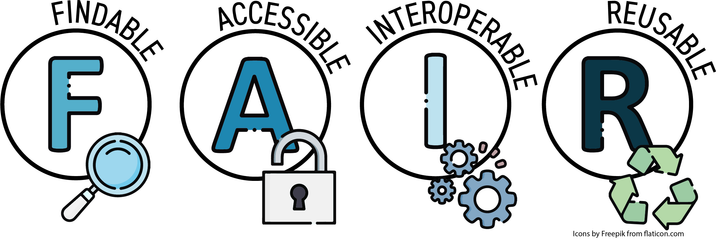 FINDABLE
F
ACCESSIBLE
A
INTEROPERABLE
I
REUSABLE
R
Icons by Freepik from flaticon.com